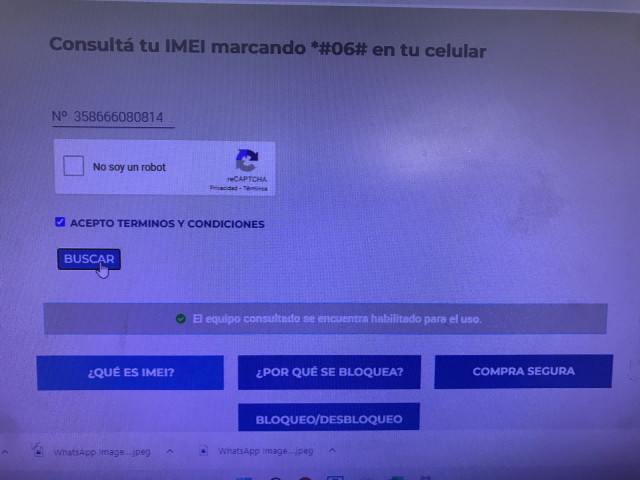 Consultá tu IMEI marcando *#06# en tu celular
Nº 358666080814
No soy un robot
reCAPTCHA
Privacidad - Términos
ACEPTO TERMINOS Y CONDICIONES
BUSCAR
El equipo consultado se encuentra habilitado para el uso.
¿QUÉ ES IMEI?
¿POR QUÉ SE BLOQUEA?
COMPRA SEGURA
BLOQUEO/DESBLOQUEO
WhatsApp Image....jpeg
WhatsApp Image....jpeg